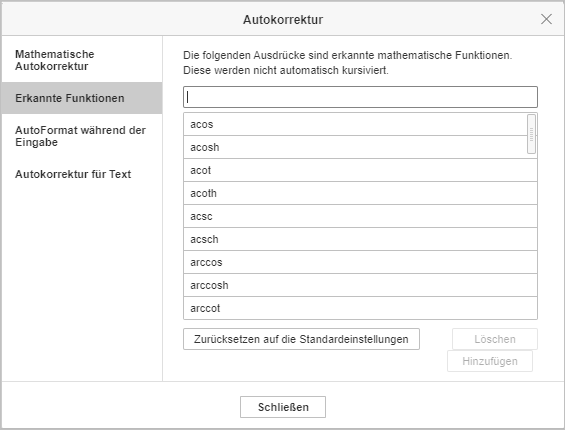 Autokorrektur
Mathematische
Autokorrektur
Erkannte Funktionen
AutoFormat während der
Eingabe
Autokorrektur für Text
Die folgenden Ausdrücke sind erkannte mathematische Funktionen.
Diese werden nicht automatisch kursiviert.
acos
acosh
acot
acoth
acsc
acsch
arccos
arccosh
arccot
Zurücksetzen auf die Standardeinstellungen
Löschen
Hinzufügen
Schließen